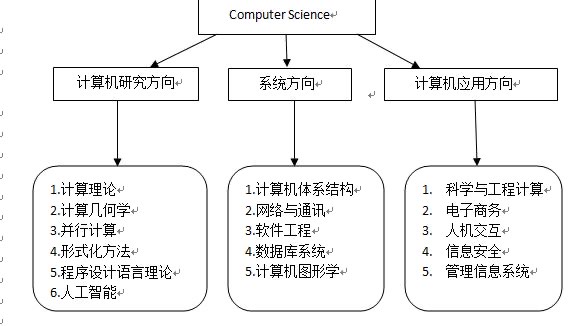 Computer Science
计算机研究方向
系统方向
计算机应用方向
1.计算理论
2.计算几何学
3.并行计算
4.形式化方法
5.程序设计语言理论
6.人工智能
1.计算机体系结构
2.网络与通讯
3.软件工程
4.数据库系统
5.计算机图形学
1. 科学与工程计算
2. 电子商务
3. 人机交互
4. 信息安全
5. 管理信息系统